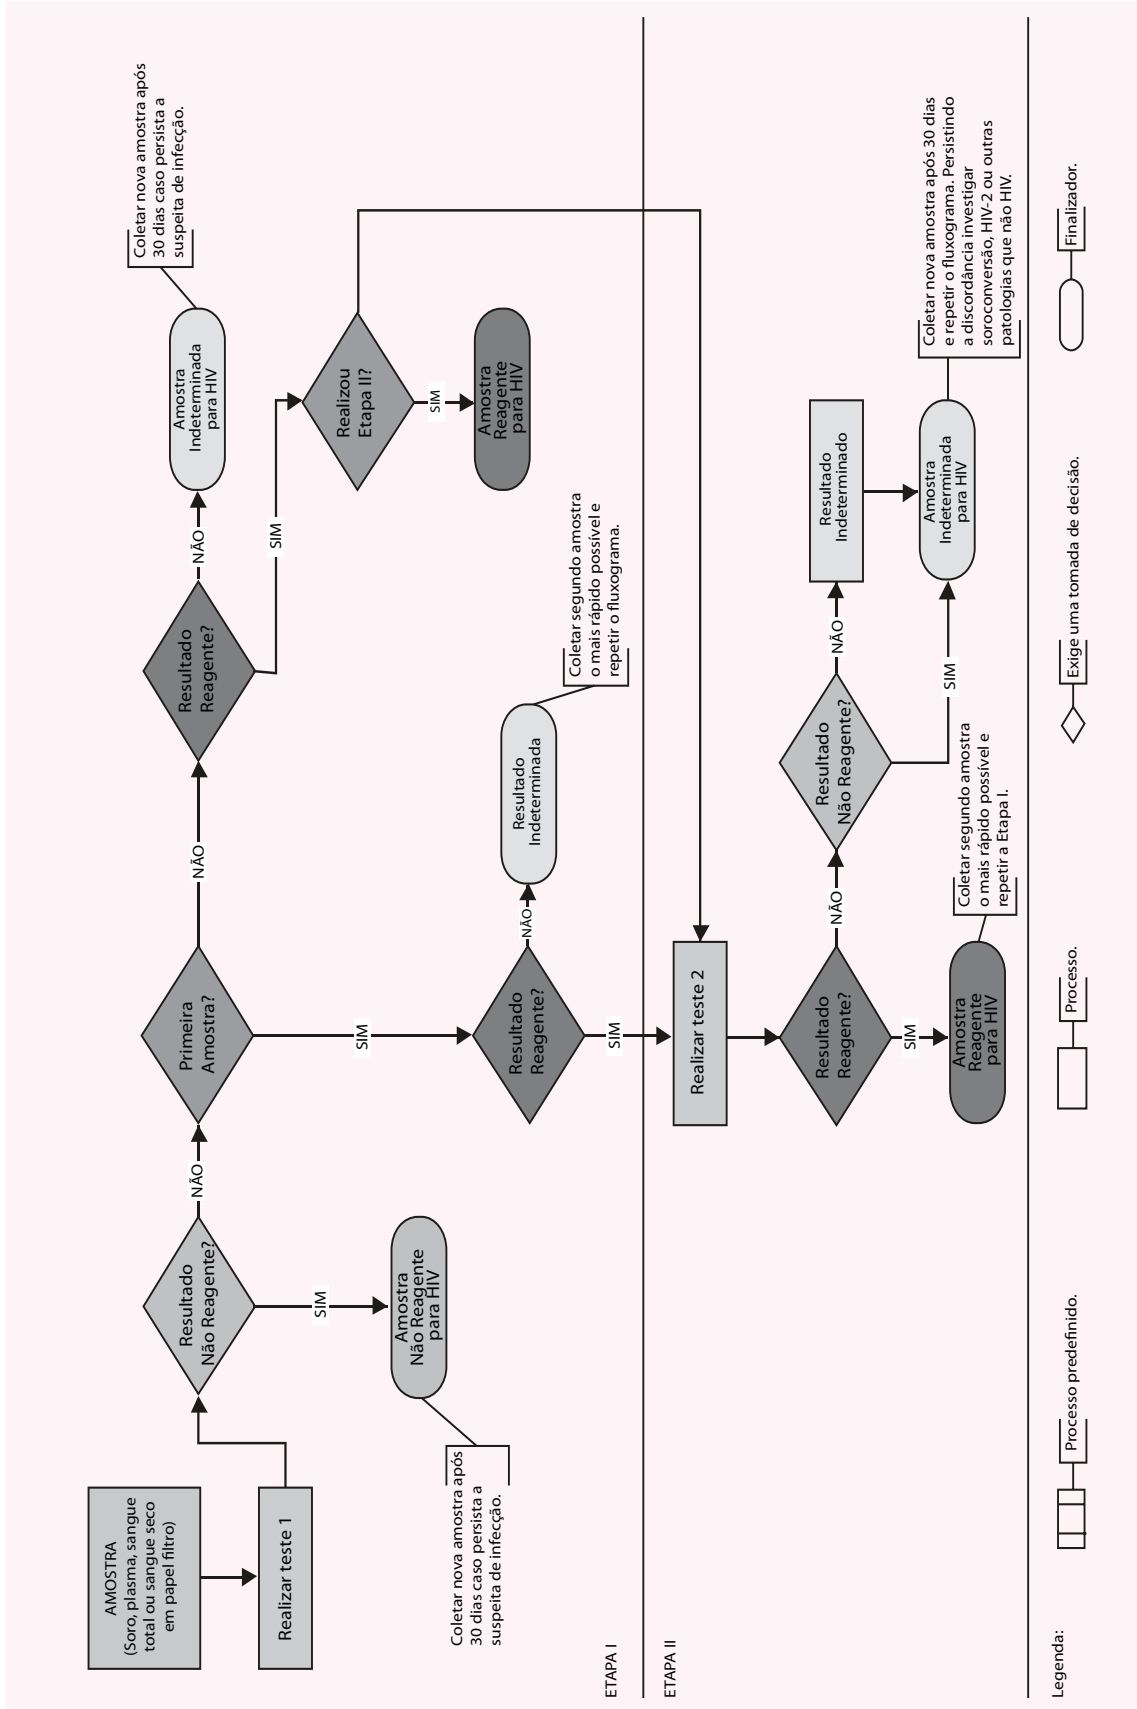 AMOSTRA
(Soro, plasma, sangue
total ou sangue seco
em papel filtro)
Realizar teste 1
Resultado
Não Reagente?
NÃO
SIM
Amostra
Não Reagente
para HIV
Coletar nova amostra após
30 dias caso persista a
suspeita de infecção.
Primeira
Amostra?
NÃO
SIM
Resultado
Reagente?
NÃO
SIM
Amostra
Indeterminada
para HIV
Coletar nova amostra após
30 dias caso persista a
suspeita de infecção.
Realizou
Etapa II?
SIM
Amostra
Reagente
para HIV
Resultado
Reagente?
NÃO
SIM
Resultado
Indeterminada
Coletar segundo amostra
o mais rápido possível e
repetir o fluxograma.
ETAPA I
ETAPA II
Realizar teste 2
Resultado
Reagente?
NÃO
SIM
Amostra
Reagente
para HIV
Coletar segundo amostra
o mais rápido possível e
repetir a Etapa I.
Resultado
Não Reagente?
NÃO
SIM
Resultado
Indeterminado
Amostra
Indeterminada
para HIV
Coletar nova amostra após 30 dias
e repetir o fluxograma. Persistindo
a discordância investigar
soroconversão, HIV-2 ou outras
patologias que não HIV.
Legenda:
Processo predefinido.
Processo.
Exige uma tomada de decisão.
Finalizador.